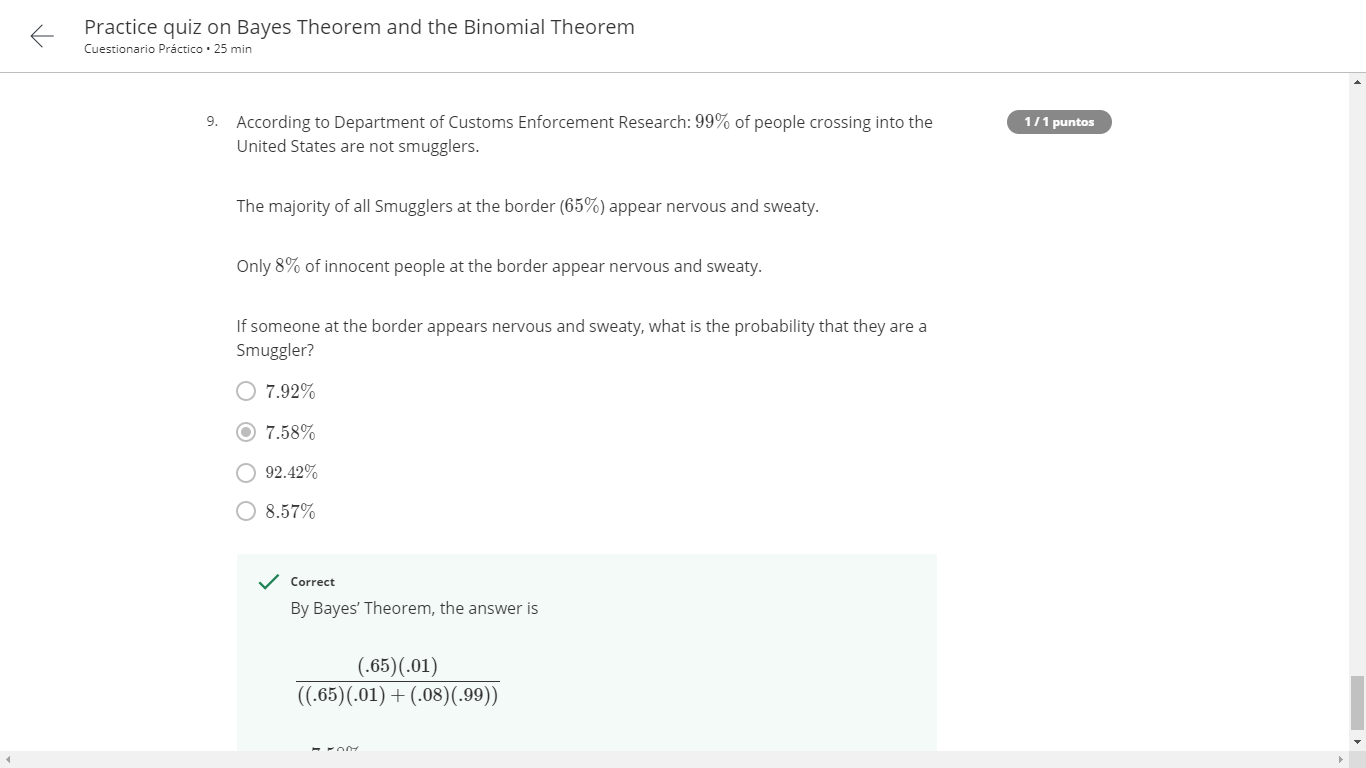 Practice quiz on Bayes Theorem and the Binomial Theorem
Cuestionario Práctico • 25 min
9. According to Department of Customs Enforcement Research: 99% of people crossing into the
United States are not smugglers.
1 / 1 puntos
The majority of all Smugglers at the border (65%) appear nervous and sweaty.
Only 8% of innocent people at the border appear nervous and sweaty.
If someone at the border appears nervous and sweaty, what is the probability that they are a
Smuggler?
7.92%
7.58%
92.42%
8.57%
Correct
By Bayes' Theorem, the answer is
(.65)(.01)
((.65)(.01) + (.08)(.99))